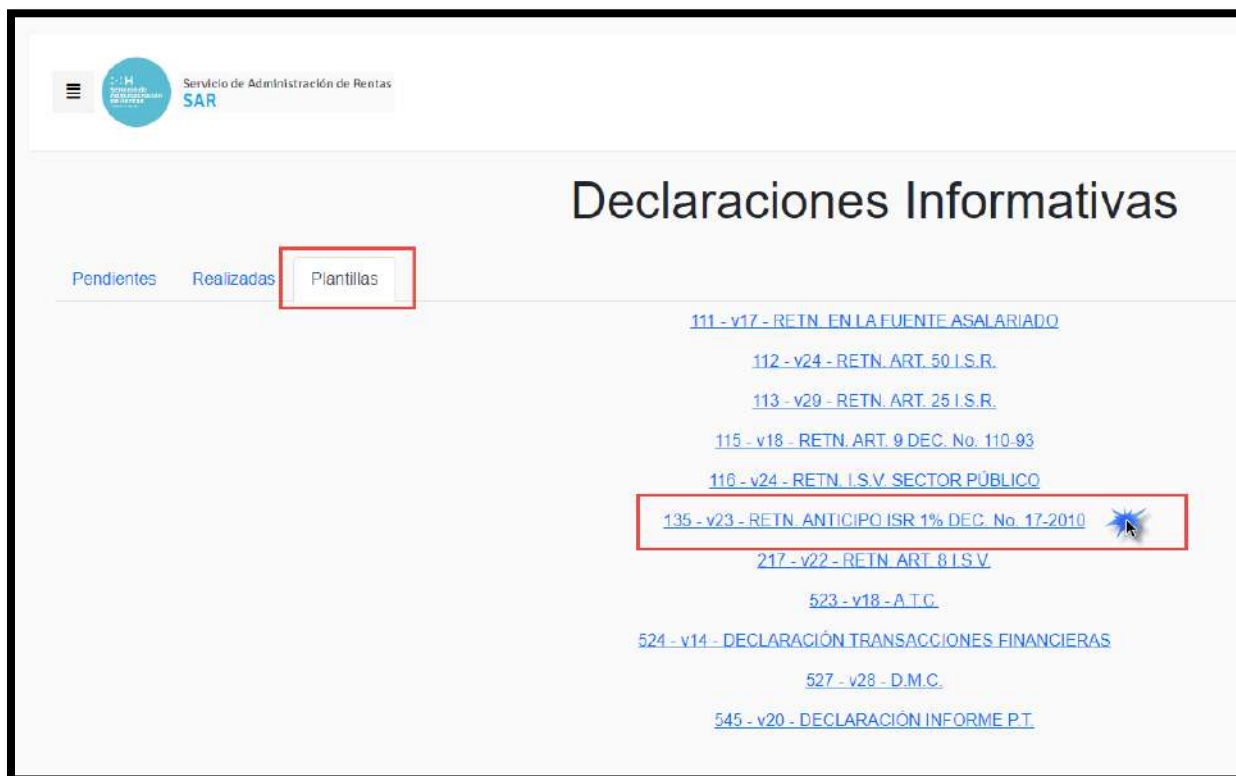 Servicio de Administración de Rentas
SAR
Declaraciones Informativas
Pendientes Realizadas Plantillas
111 - v17 - RETN. EN LA FUENTE ASALARIADO
112 - v24 - RETN. ART. 50 I.S.R.
113 - v29 - RETN. ART. 25 I.S.R.
115 - v18 - RETN. ART. 9 DEC. No. 110-93
116 - v24 - RETN. I.S.V. SECTOR PÚBLICO
135 - v23 - RETN. ANTICIPO ISR 1% DEC. No. 17-2010
217 - v22 - RETN. ART. 8 I.S.V.
523 - v18 - A.T.C.
524 - v14 - DECLARACIÓN TRANSACCIONES FINANCIERAS
527 - v28 - D.M.C.
545 - v20 - DECLARACIÓN INFORME P.T.